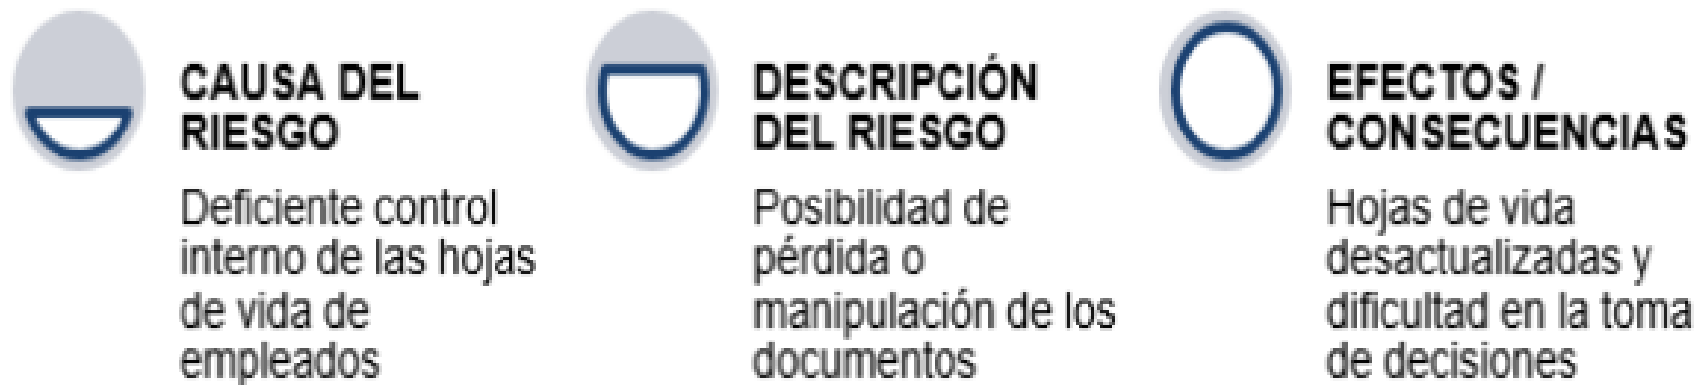 CAUSA DEL
RIESGO
Deficiente control
interno de las hojas
de vida de
empleados
DESCRIPCIÓN
DEL RIESGO
Posibilidad de
pérdida o
manipulación de los
documentos
EFECTOS /
CONSECUENCIAS
Hojas de vida
desactualizadas y
dificultad en la toma
de decisiones